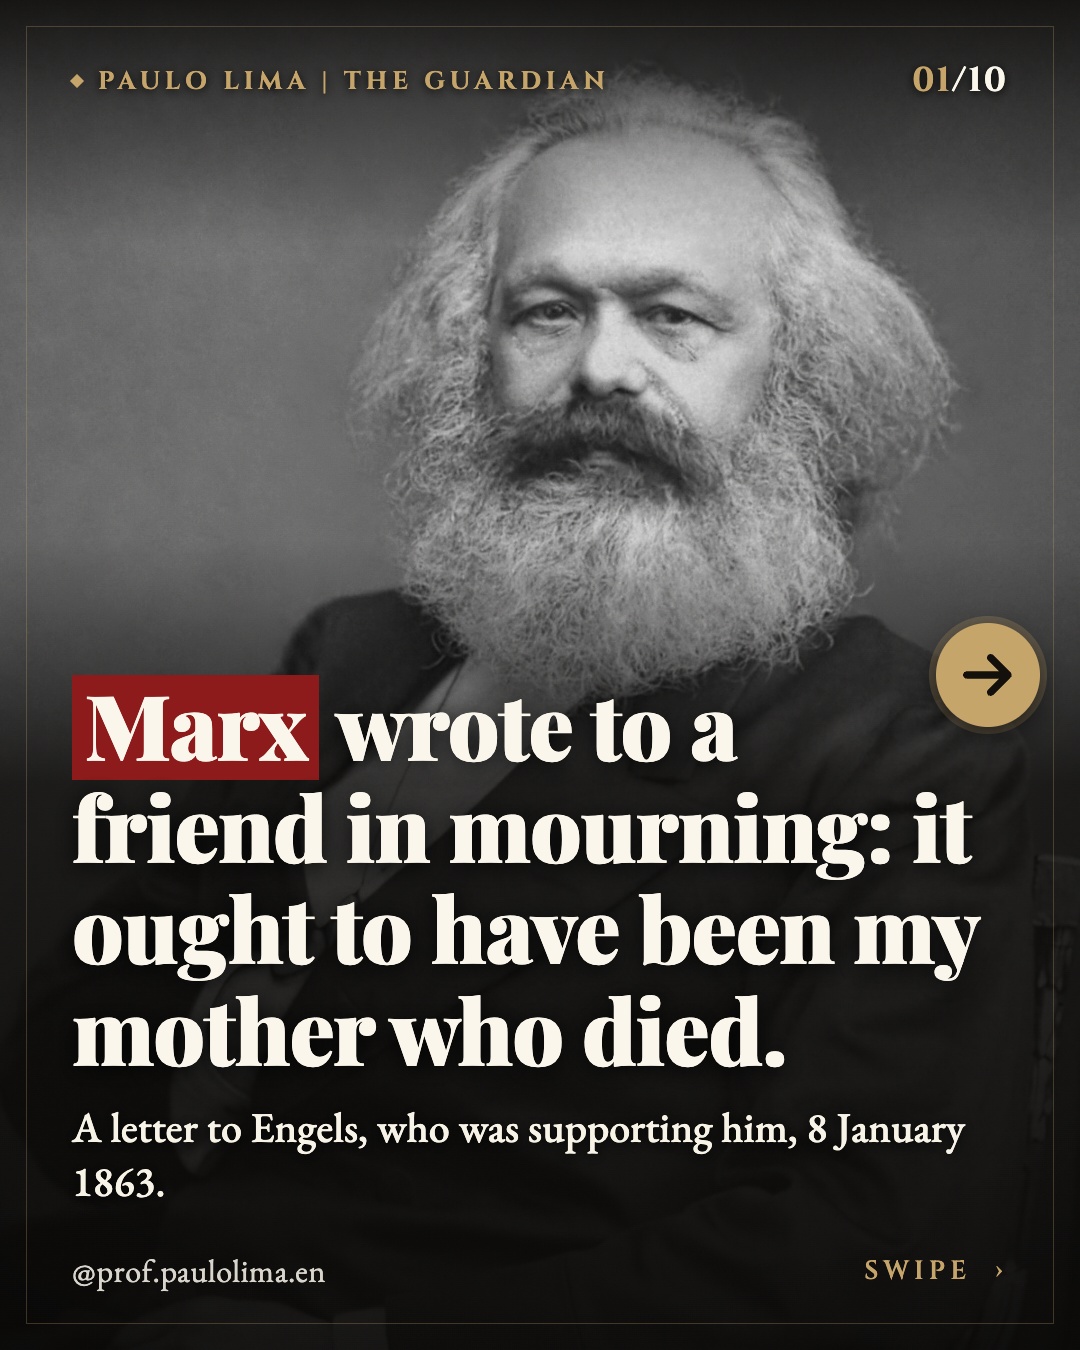 ◆ PAULO LIMA | THE GUARDIAN
01/10
Marx wrote to a
friend in mourning: it
ought to have been my
mother who died.
A letter to Engels, who was supporting him, 8 January
1863.
@prof.paulolima.en
SWIPE ›